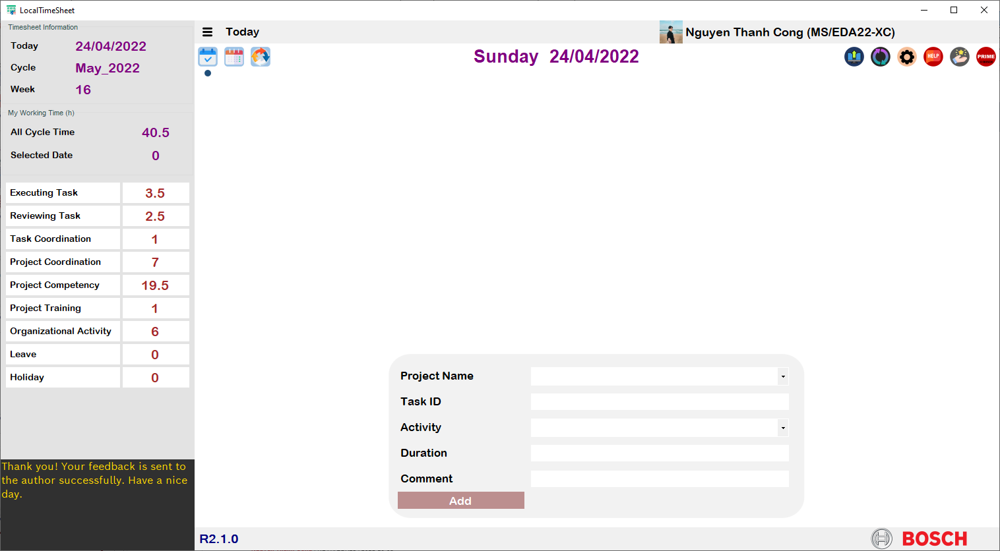 LocalTimeSheet
Timesheet Information
Today 24/04/2022
Cycle May_2022
Week 16
My Working Time (h)
All Cycle Time 40.5
Selected Date 0
Executing Task 3.5
Reviewing Task 2.5
Task Coordination 1
Project Coordination 7
Project Competency 19.5
Project Training 1
Organizational Activity 6
Leave 0
Holiday 0
Thank you! Your feedback is sent to
the author successfully. Have a nice
day.
Today
Nguyen Thanh Cong (MS/EDA22-XC)
Sunday 24/04/2022
HELP
PRIME
Project Name
Task ID
Activity
Duration
Comment
Add
R2.1.0
BOSCH